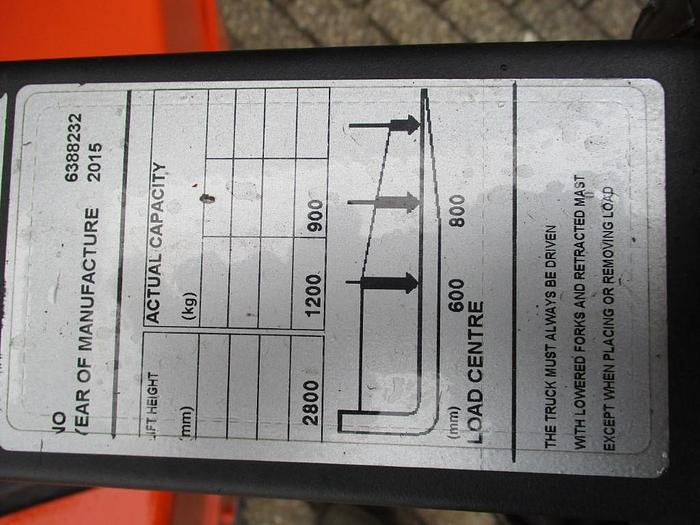 NO 6388232
YEAR OF MANUFACTURE 2015
LIFT HEIGHT ACTUAL CAPACITY
(mm) (kg)
2800 1200 900
(mm) 600 800
LOAD CENTRE
THE TRUCK MUST ALWAYS BE DRIVEN
WITH LOWERED FORKS AND RETRACTED MAST
EXCEPT WHEN PLACING OR REMOVING LOAD